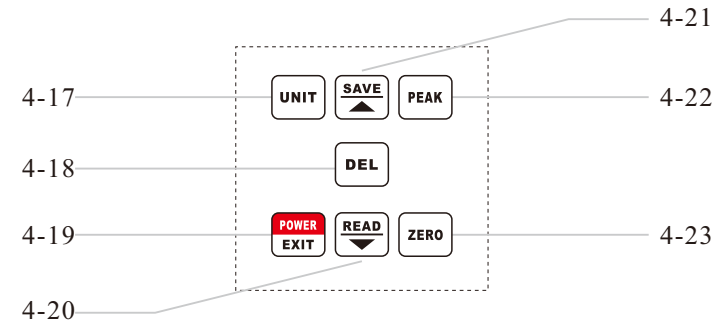 4-21
4-17 UNIT SAVE PEAK 4-22
4-18 DEL
POWER
4-19 EXIT READ ZERO 4-23
4-20